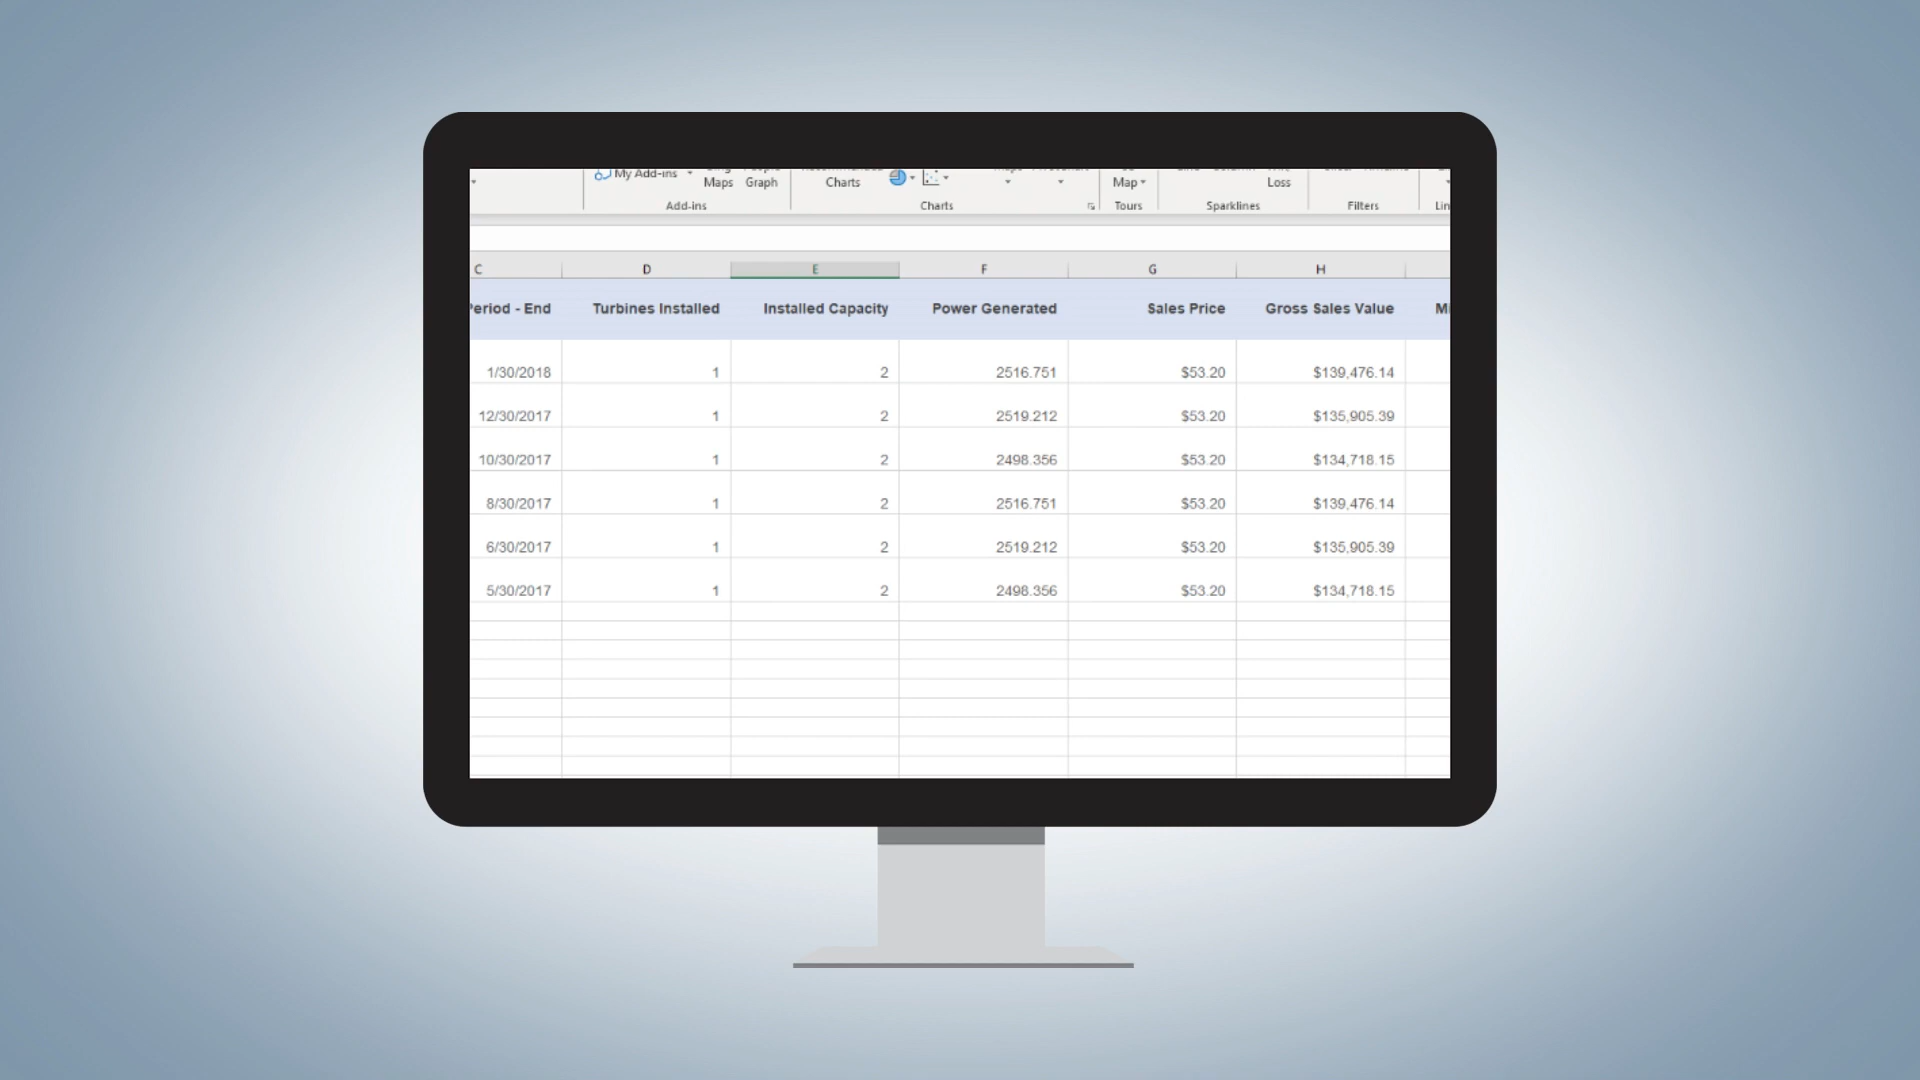 My Add-ins
Maps Graph Charts Map Loss
Add-ins Charts Tours Sparklines Filters
C D E F G H
Period - End Turbines Installed Installed Capacity Power Generated Sales Price Gross Sales Value
1/30/2018 1 2 2516.751 $53.20 $139,476.14
12/30/2017 1 2 2519.212 $53.20 $135,905.39
10/30/2017 1 2 2498.356 $53.20 $134,718.15
8/30/2017 1 2 2516.751 $53.20 $139,476.14
6/30/2017 1 2 2519.212 $53.20 $135,905.39
5/30/2017 1 2 2498.356 $53.20 $134,718.15